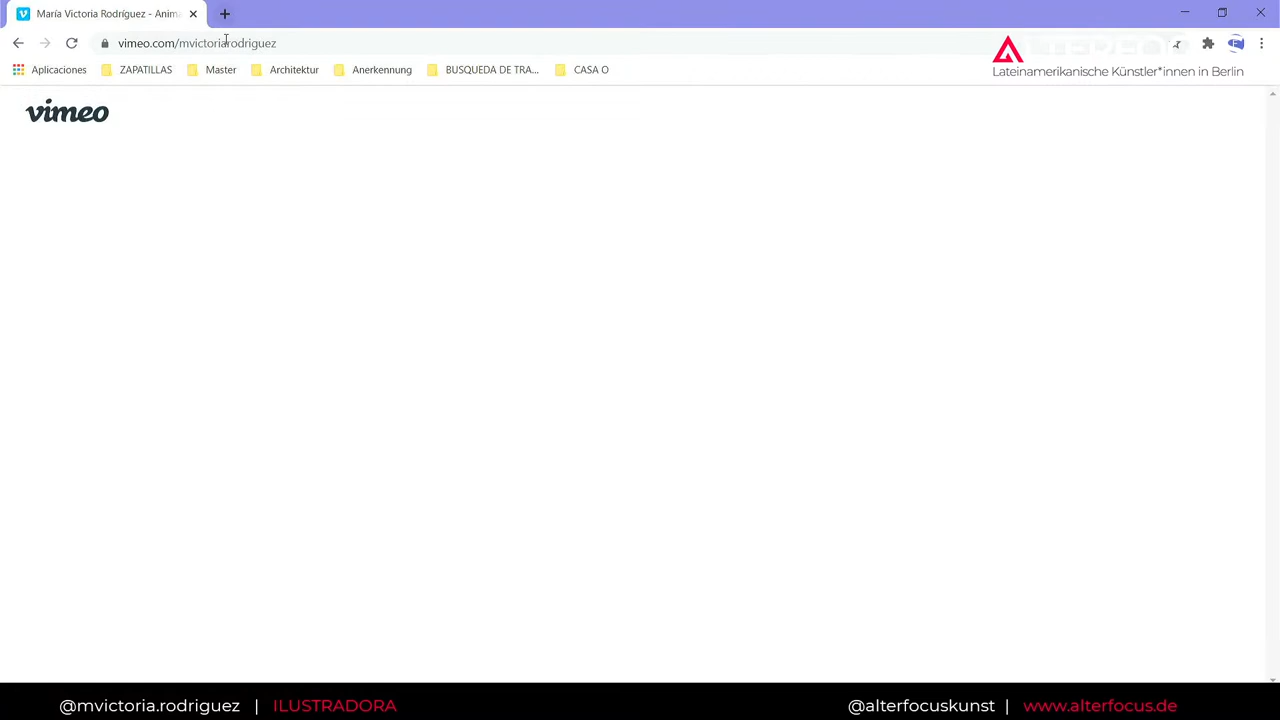 María Victoria Rodríguez - Anim
vimeo.com/mvictoriarodriguez
Aplicaciones
ZAPATILLAS
Master
Architektur
Anerkennung
BUSQUEDA DE TRA...
CASA O
Lateinamerikanische Künstler*innen in Berlin
vimeo
@mvictoria.rodriguez | ILUSTRADORA
@alterfocuskunst | www.alterfocus.de